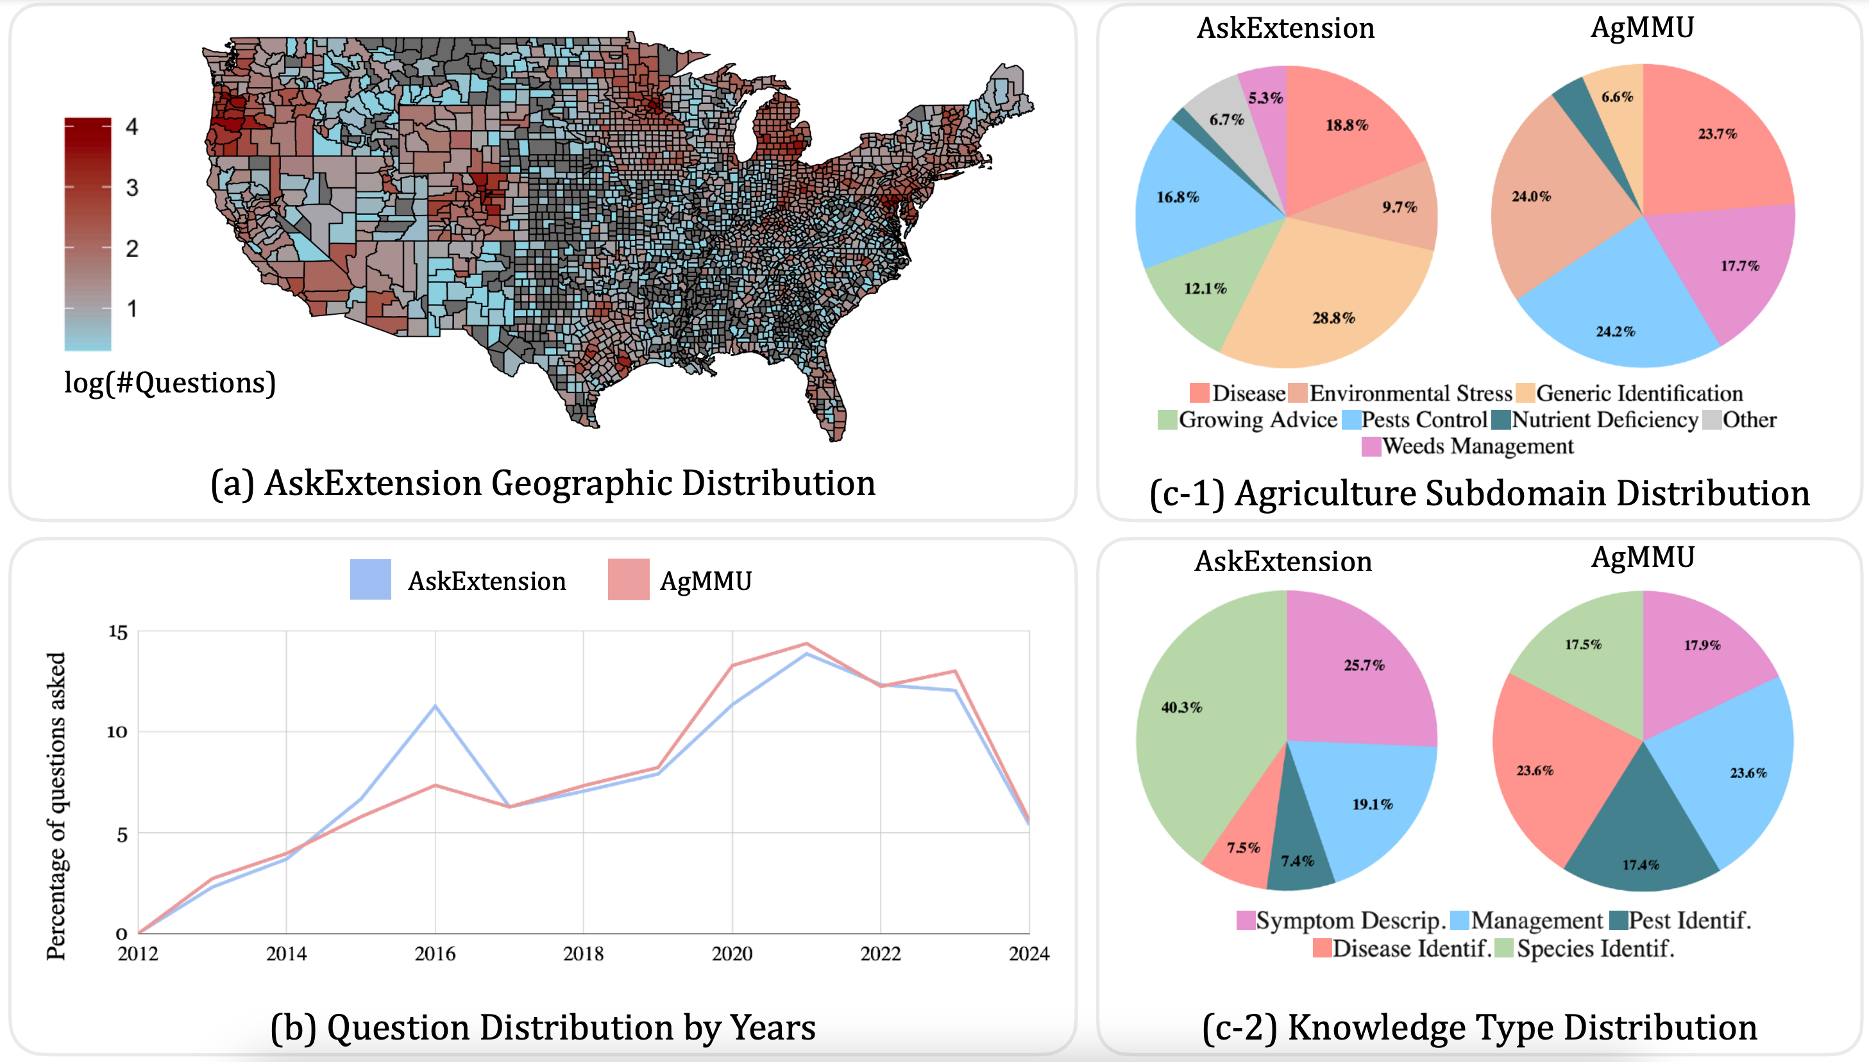 4
3
2
1
log(#Questions)
(a) AskExtension Geographic Distribution
AskExtension
AgMMU
5.3%
6.7%
18.8%
16.8%
9.7%
12.1%
28.8%
6.6%
23.7%
24.0%
17.7%
24.2%
Disease Environmental Stress Generic Identification
Growing Advice Pests Control Nutrient Deficiency Other
Weeds Management
(c-1) Agriculture Subdomain Distribution
AskExtension AgMMU
Percentage of questions asked
15
10
5
0
2012 2014 2016 2018 2020 2022 2024
(b) Question Distribution by Years
AskExtension
AgMMU
25.7%
40.3%
19.1%
7.5%
7.4%
17.5%
17.9%
23.6%
23.6%
17.4%
Symptom Descrip. Management Pest Identif.
Disease Identif. Species Identif.
(c-2) Knowledge Type Distribution